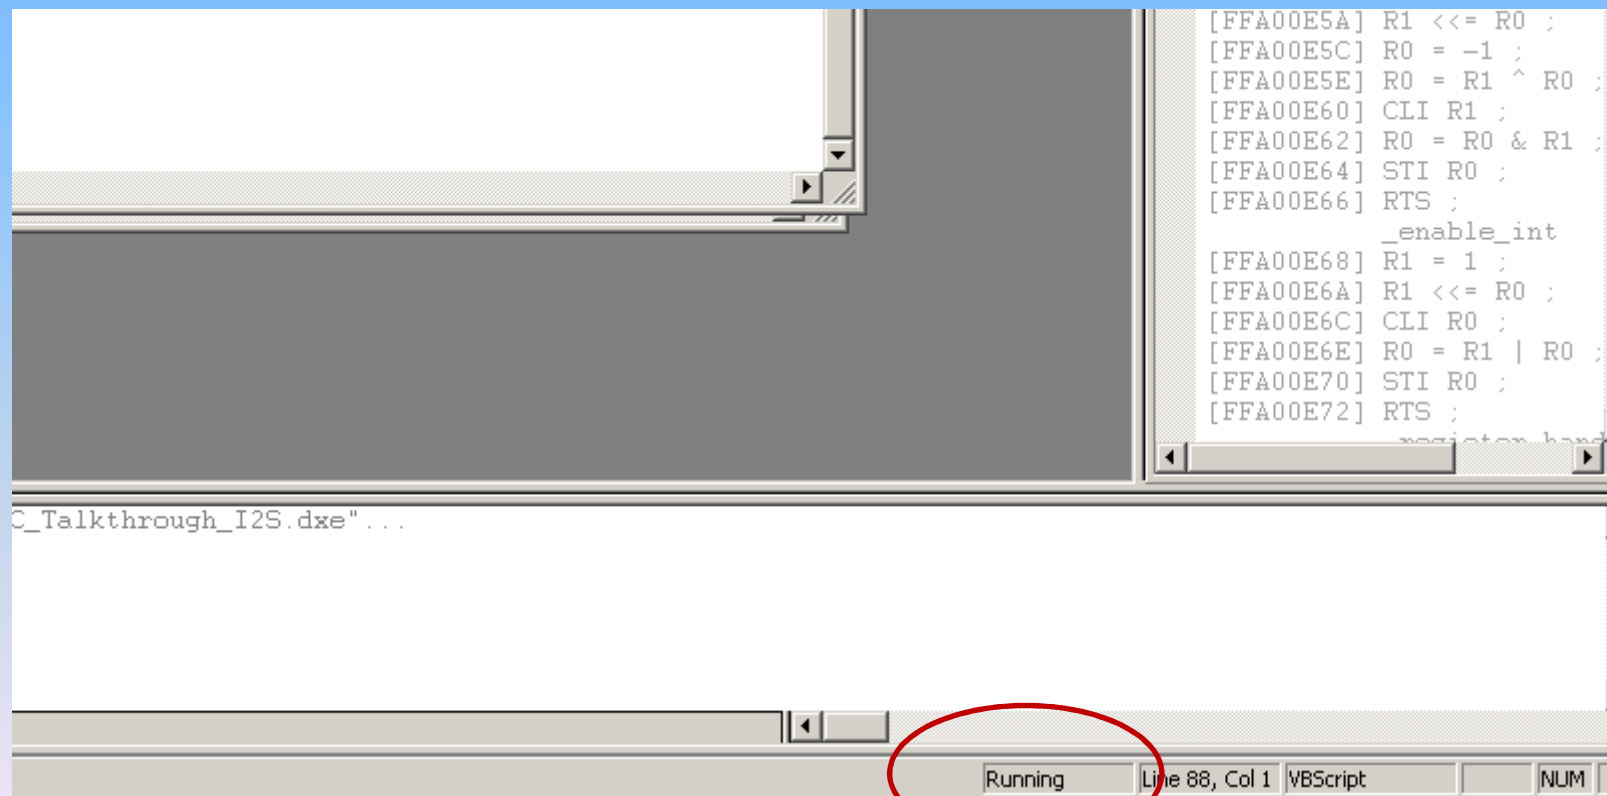 [FFA00E5A] R1 <<= R0 ;
[FFA00E5C] R0 = -1 ;
[FFA00E5E] R0 = R1 ^ R0 ;
[FFA00E60] CLI R1 ;
[FFA00E62] R0 = R0 & R1 ;
[FFA00E64] STI R0 ;
[FFA00E66] RTS ;
_enable_int
[FFA00E68] R1 = 1 ;
[FFA00E6A] R1 <<= R0 ;
[FFA00E6C] CLI R0 ;
[FFA00E6E] R0 = R1 | R0 ;
[FFA00E70] STI R0 ;
[FFA00E72] RTS ;
C_Talkthrough_I2S.dxe"...
Running Line 88, Col 1 VBScript NUM